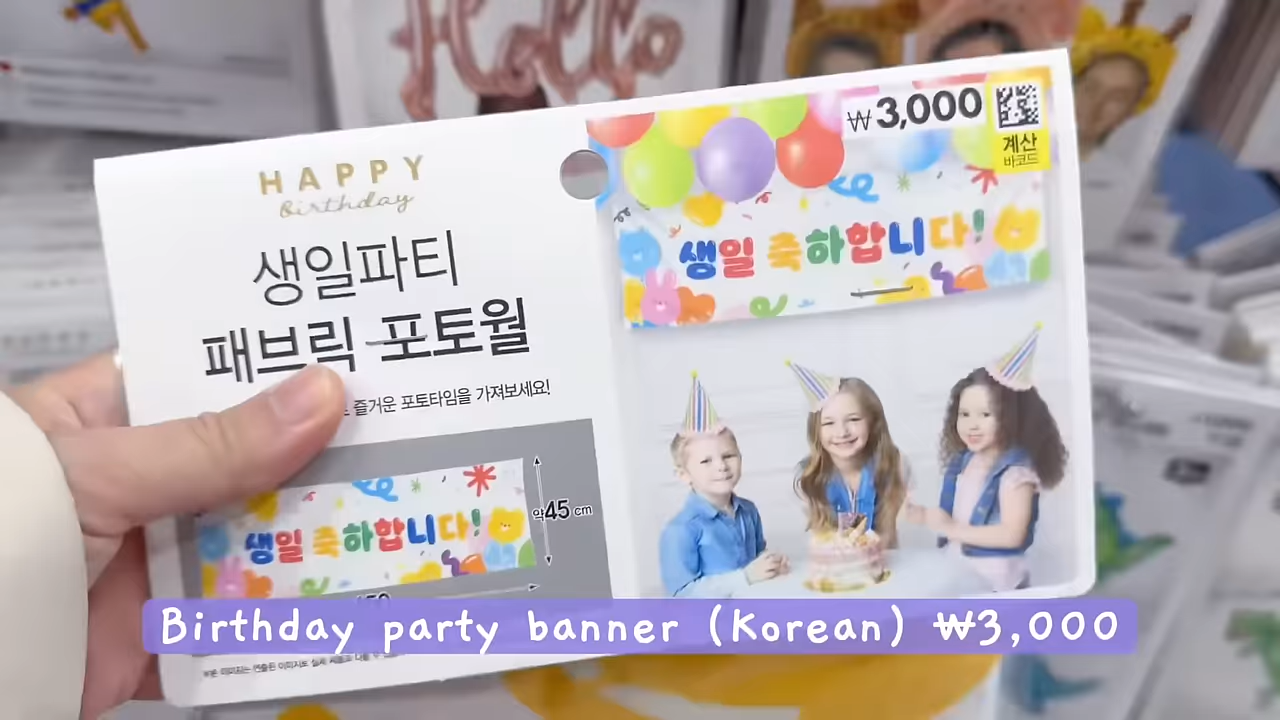 Hello
HAPPY
birthday
생일파티
패브릭 포토월
즐거운 포토타임을 가져보세요!
₩3,000
계산
바코드
생일 축하합니다!
생일 축하합니다!
약45 cm
Birthday party banner (Korean) ₩3,000